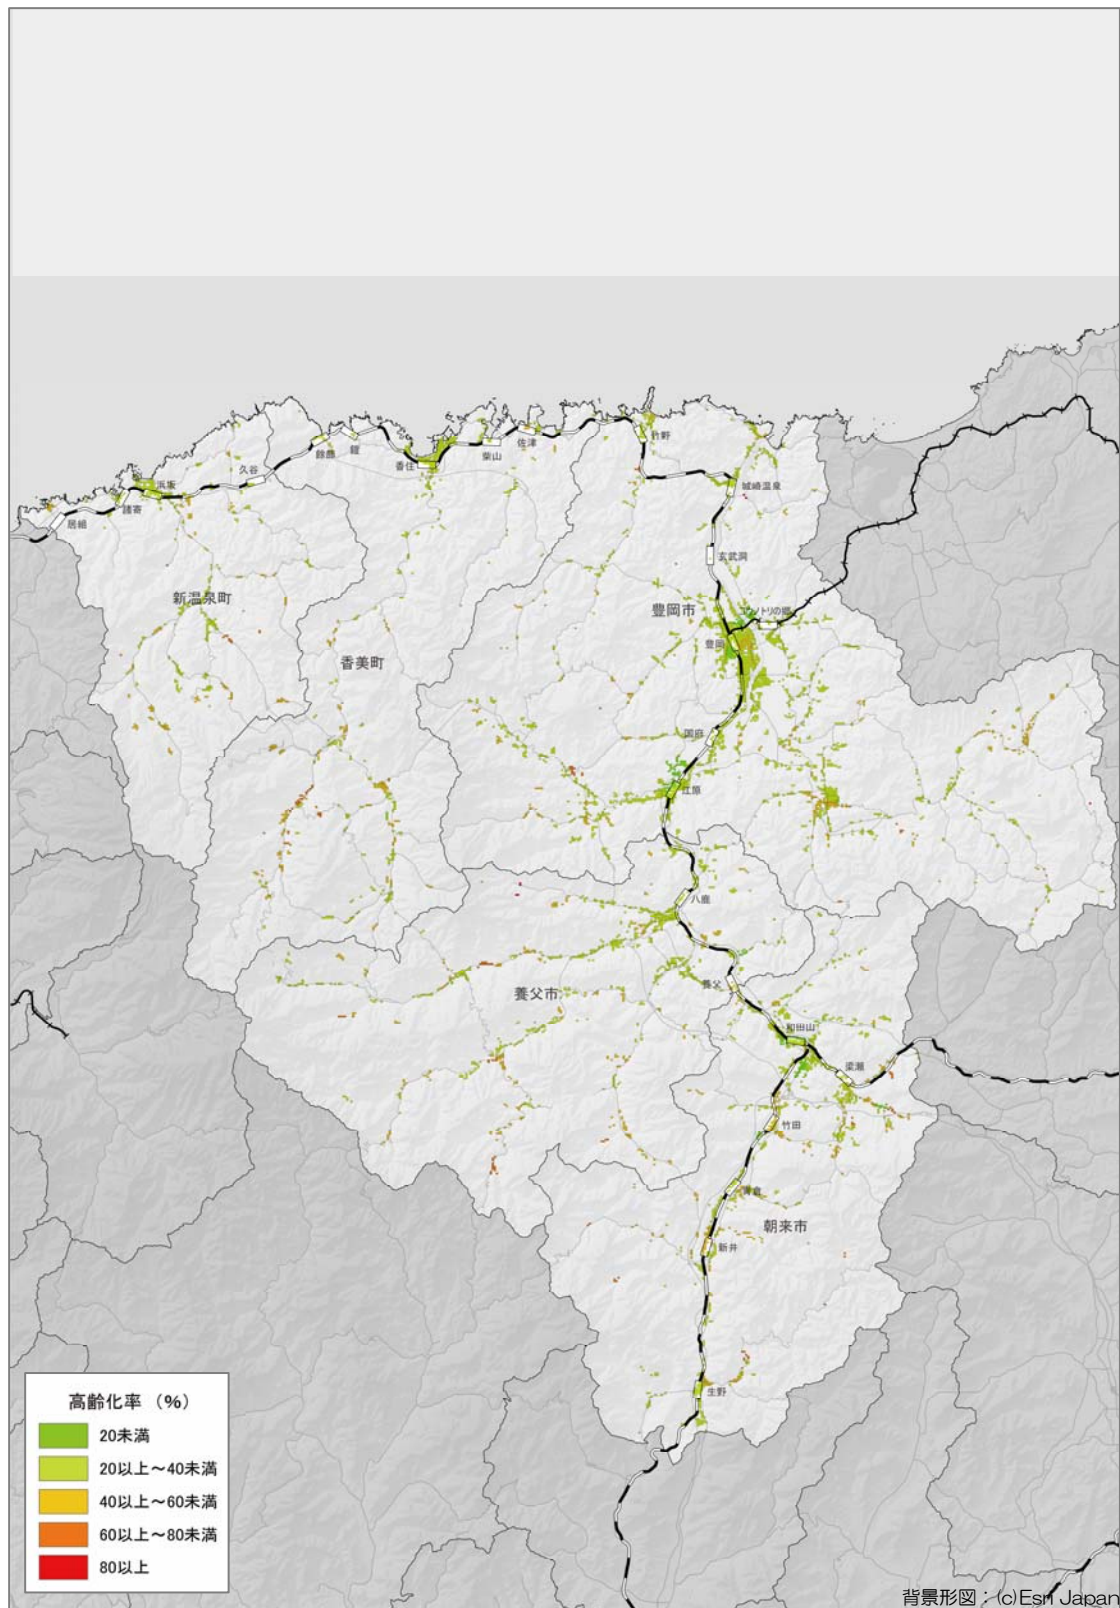 竹野
佐津
柴山
香住
鎧
餘部
久谷
浜坂
諸寄
居組
城崎温泉
玄武洞
新温泉町
豊岡市
コウノトリの郷
豊岡
香美町
国府
江原
八鹿
養父市
養父
和田山
梁瀬
竹田
青倉
朝来市
新井
生野
高齢化率 (%)
20未満
20以上～40未満
40以上～60未満
60以上～80未満
80以上
背景形図：(c)Esri Japan